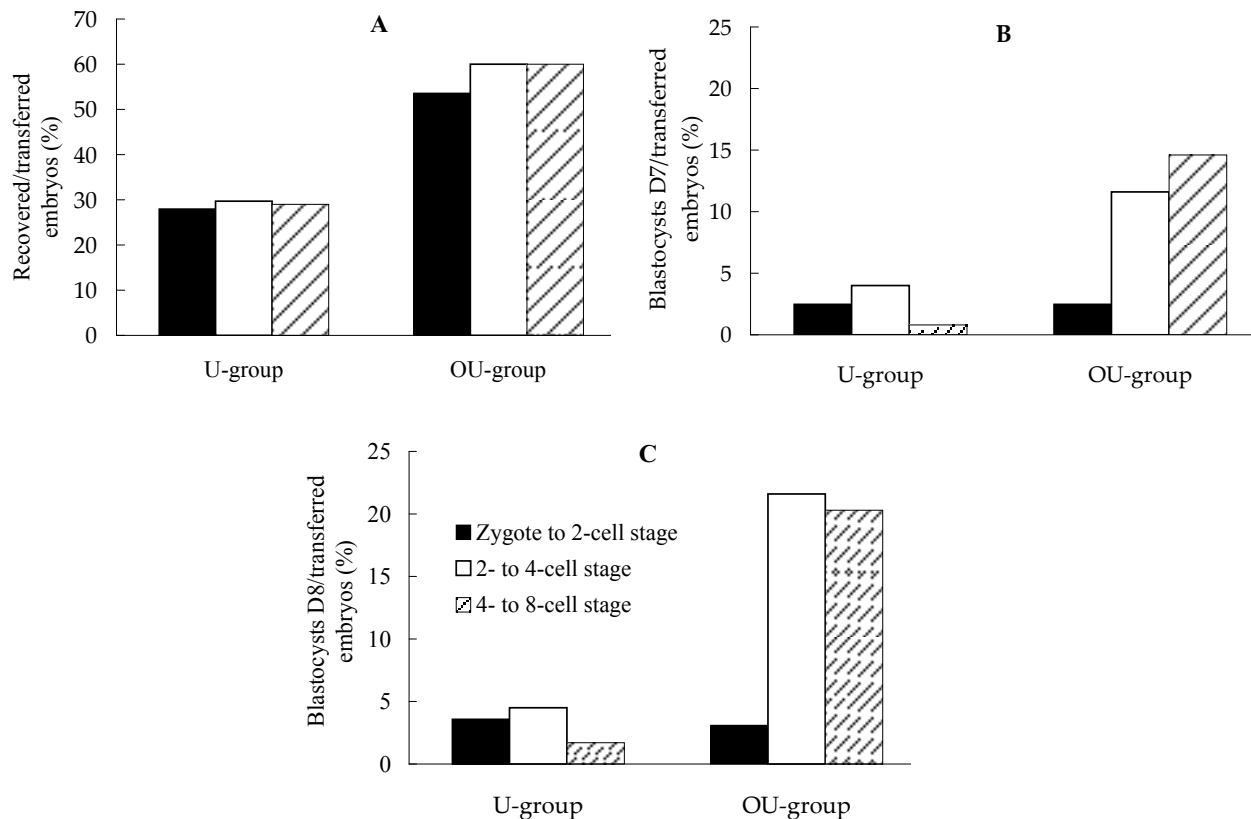 A
Recovered/transferred
embryos (%)
70
60
50
40
30
20
10
0
U-group
OU-group
B
Blastocysts D7/transferred
embryos (%)
25
20
15
10
5
0
U-group
OU-group
C
Blastocysts D8/transferred
embryos (%)
25
20
15
10
5
0
Zygote to 2-cell stage
2- to 4-cell stage
4- to 8-cell stage
U-group
OU-group